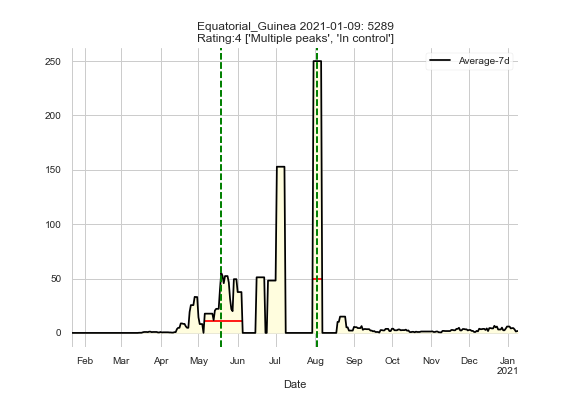 Equatorial_Guinea 2021-01-09: 5289
Rating:4 ['Multiple peaks', 'In control']
Average-7d
250
200
150
100
50
0
Feb Mar Apr May Jun Jul Aug Sep Oct Nov Dec Jan
2021
Date